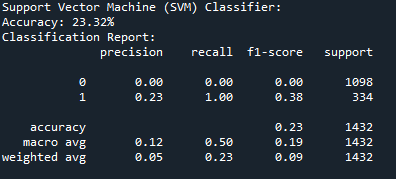 Support Vector Machine (SVM) Classifier:
Accuracy: 23.32%
Classification Report:
precision recall f1-score support
0 0.00 0.00 0.00 1098
1 0.23 1.00 0.38 334
accuracy 0.23 1432
macro avg 0.12 0.50 0.19 1432
weighted avg 0.05 0.23 0.09 1432